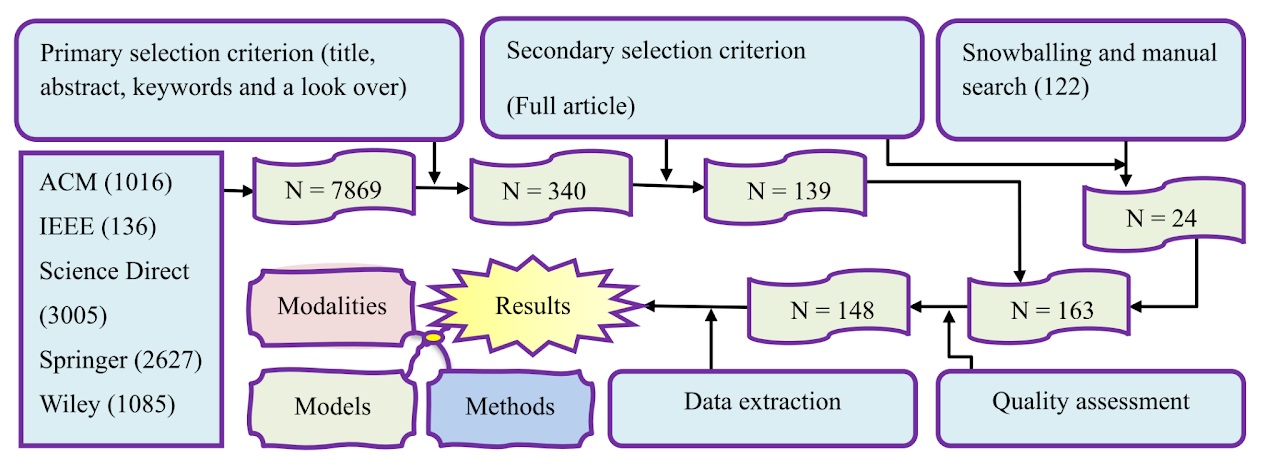 Primary selection criterion (title,
abstract, keywords and a look over)
Secondary selection criterion
(Full article)
Snowballing and manual
search (122)
ACM (1016)
IEEE (136)
Science Direct
(3005)
Springer (2627)
Wiley (1085)
N = 7869
N = 340
N = 139
N = 24
N = 163
N = 148
Results
Modalities
Models
Methods
Data extraction
Quality assessment